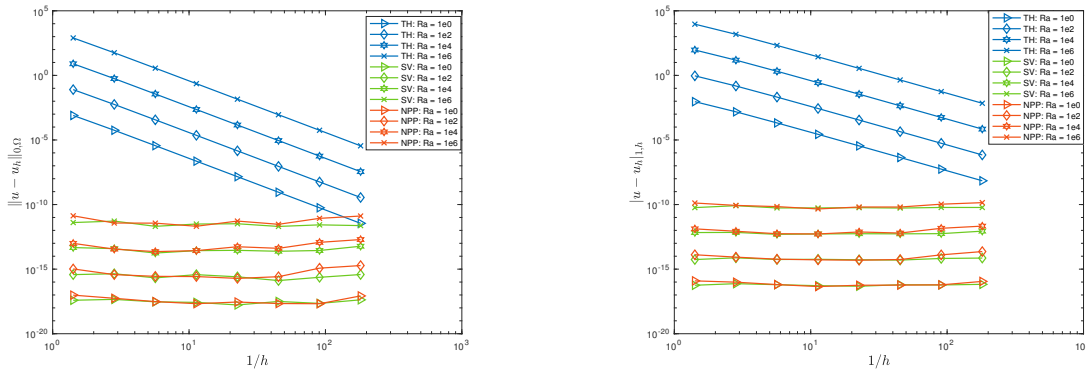 10^5
10^0
10^-5
10^-10
10^-15
10^-20
‖u − u_h‖_{0,Ω}
10^0
10^1
10^2
10^3
1/h
TH: Ra = 1e0
TH: Ra = 1e2
TH: Ra = 1e4
TH: Ra = 1e6
SV: Ra = 1e0
SV: Ra = 1e2
SV: Ra = 1e4
SV: Ra = 1e6
NPP: Ra = 1e0
NPP: Ra = 1e2
NPP: Ra = 1e4
NPP: Ra = 1e6
10^5
10^0
10^-5
10^-10
10^-15
10^-20
|u − u_h|_{1,h}
10^0
10^1
10^2
10
1/h
TH: Ra = 1e0
TH: Ra = 1e2
TH: Ra = 1e4
TH: Ra = 1e6
SV: Ra = 1e0
SV: Ra = 1e2
SV: Ra = 1e4
SV: Ra = 1e6
NPP: Ra = 1e0
NPP: Ra = 1e2
NPP: Ra = 1e4
NPP: Ra = 1e6